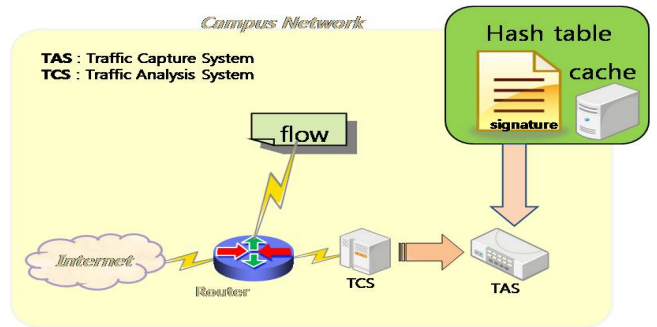 Campus Network
TAS : Traffic Capture System
TCS : Traffic Analysis System
Hash table
cache
signature
flow
Internet
Router
TCS
TAS